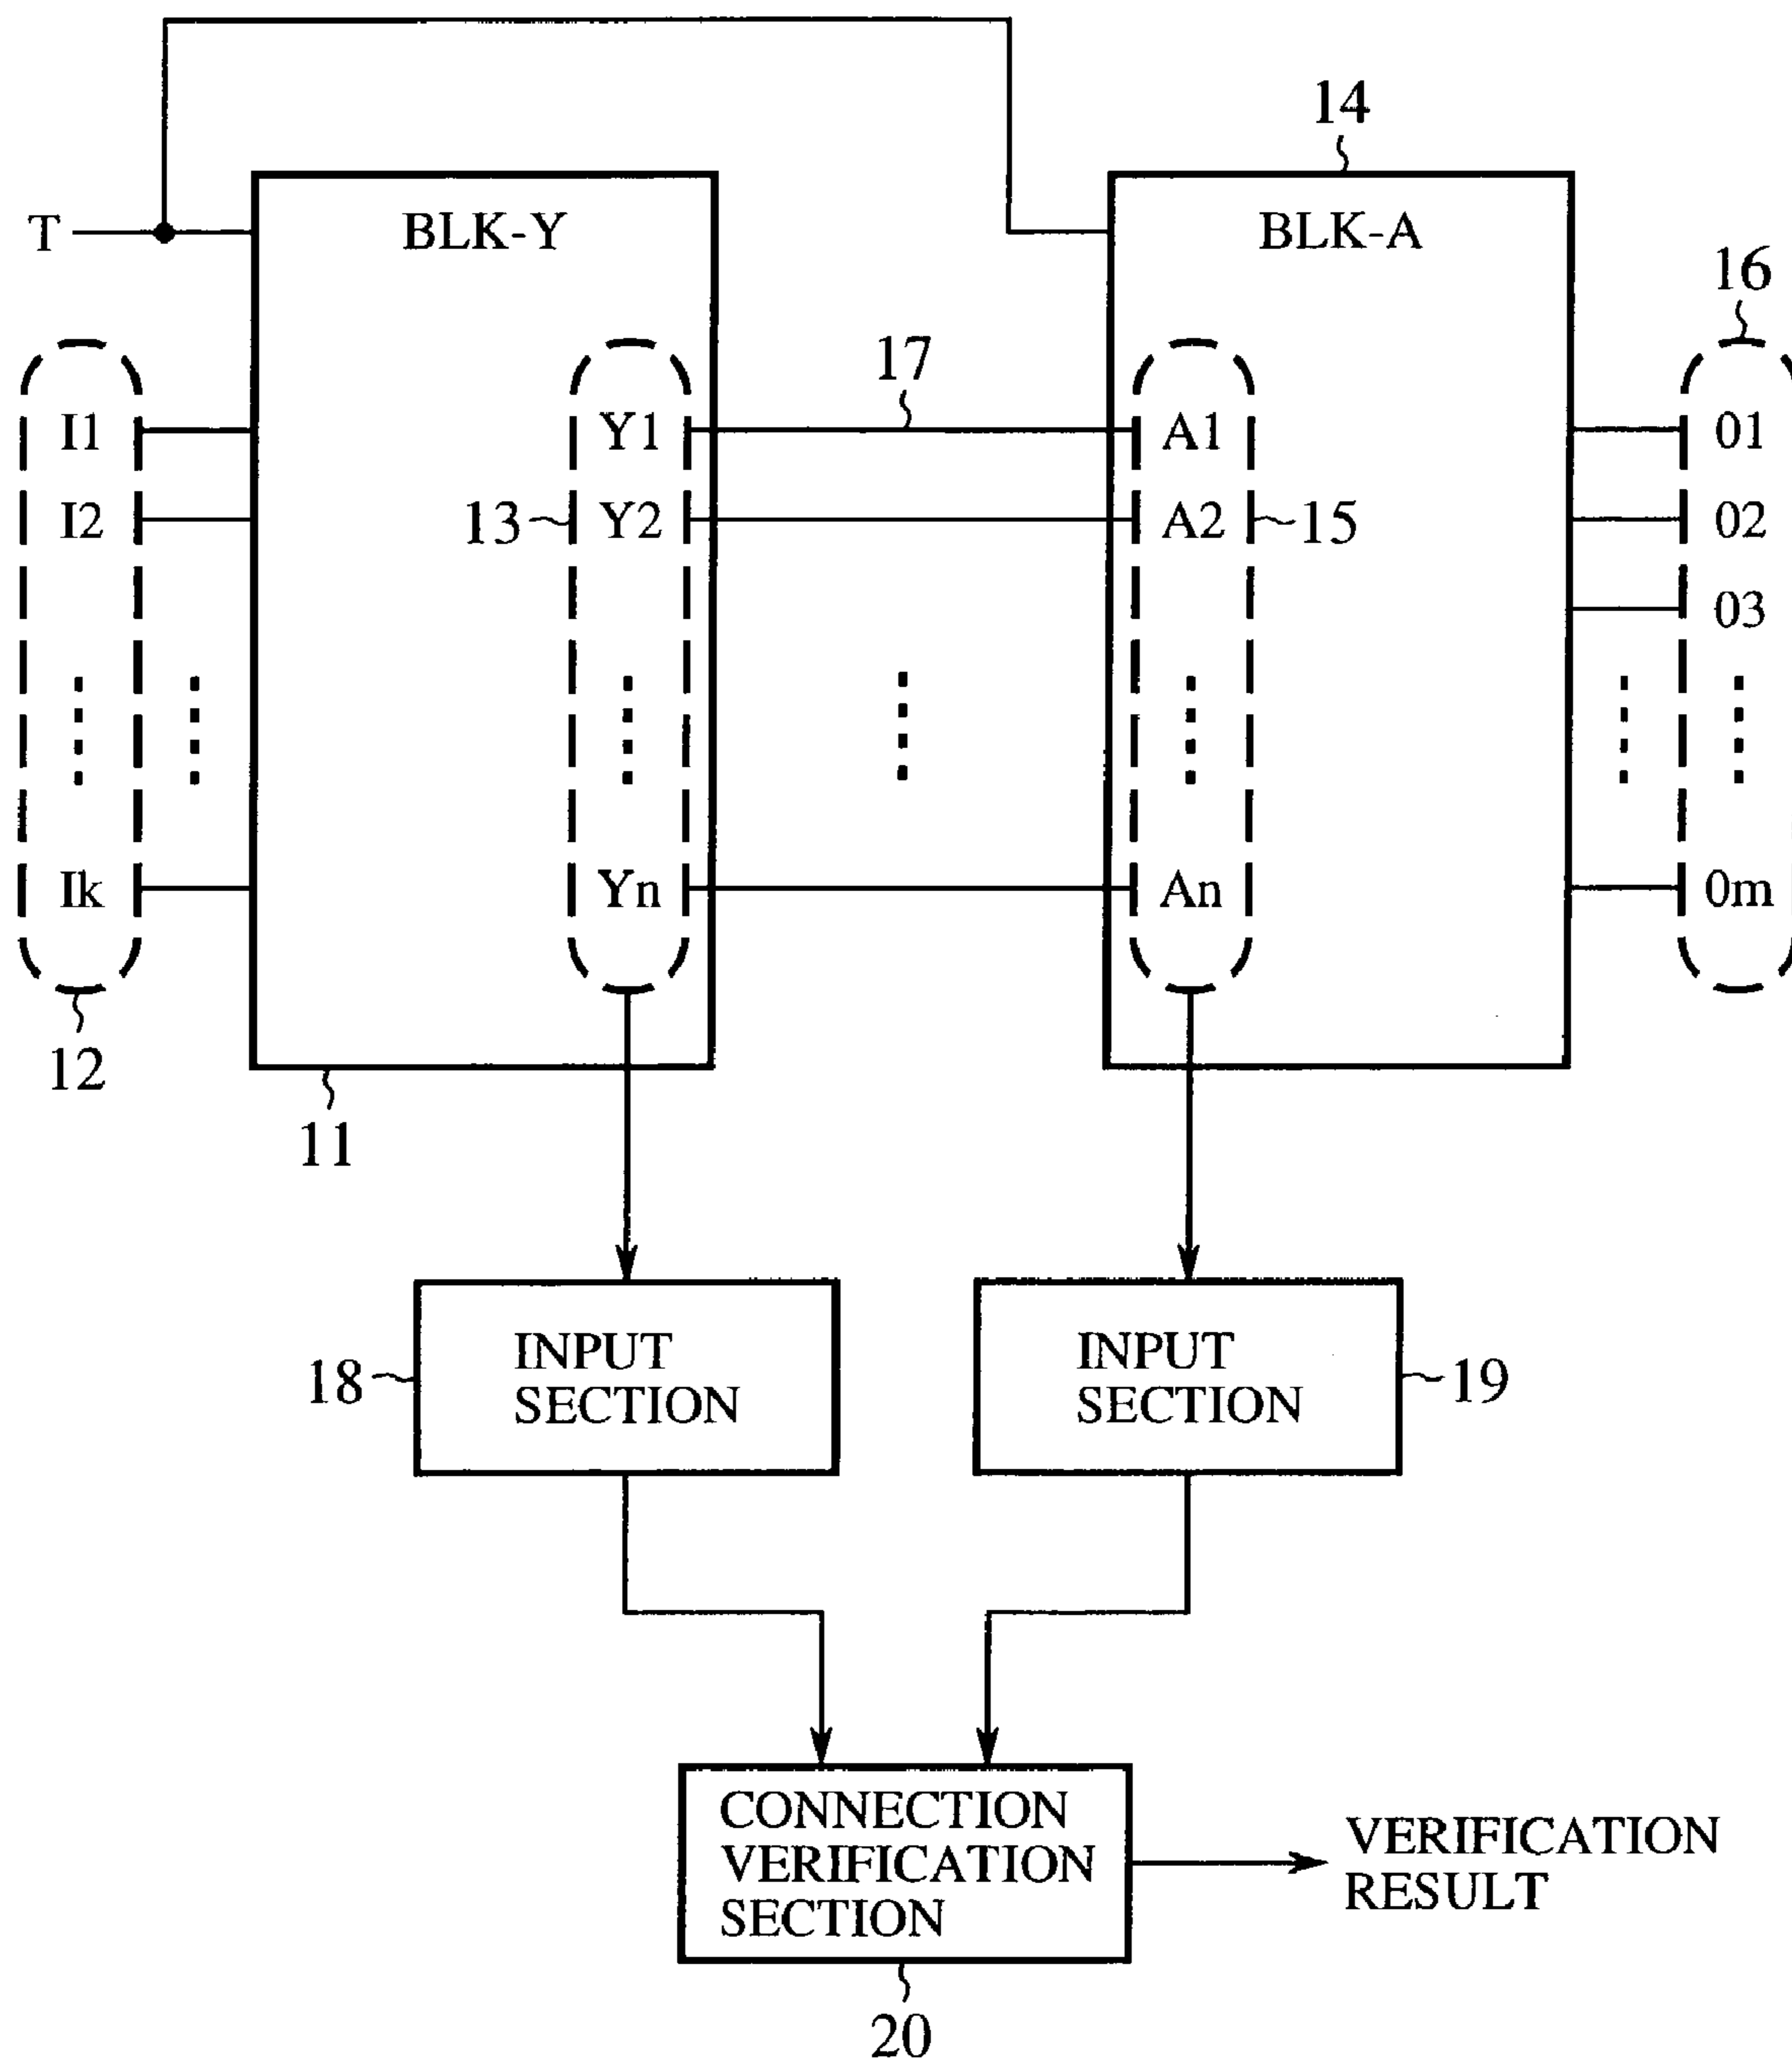 14
T
BLK-Y
BLK-A
16
17
I1
Y1
A1
01
13
I2
Y2
A2
15
02
03
Ik
Yn
An
0m
12
11
18
INPUT
SECTION
INPUT
SECTION
19
CONNECTION
VERIFICATION
SECTION
VERIFICATION
RESULT
20